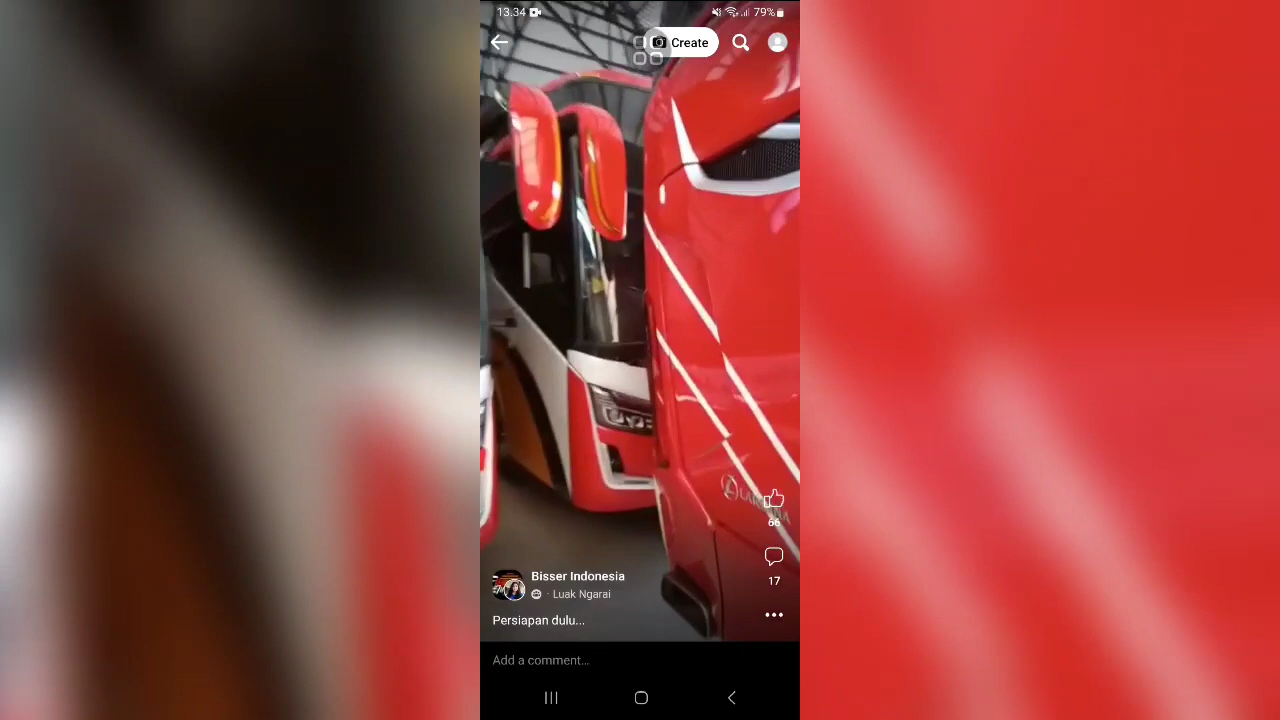 13.34
79%
Create
66
17
Bisser Indonesia
· Luak Ngarai
Persiapan dulu...
Add a comment...